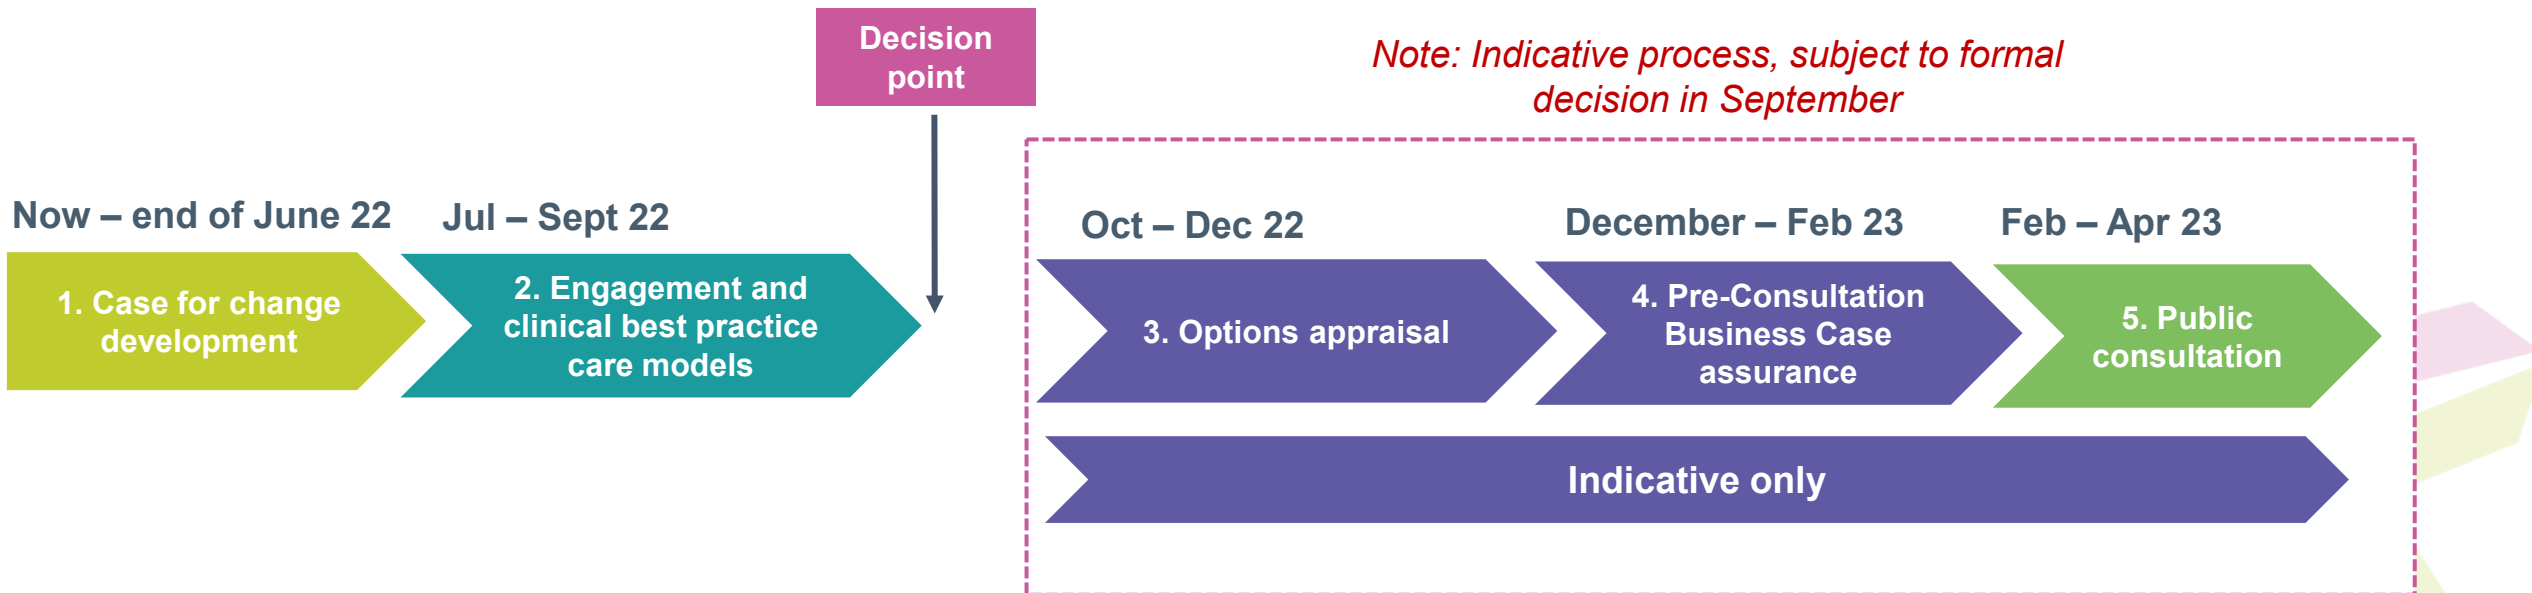 Decision
point
Note: Indicative process, subject to formal
decision in September
Now – end of June 22
Jul – Sept 22
Oct – Dec 22
December – Feb 23
Feb – Apr 23
1. Case for change
development
2. Engagement and
clinical best practice
care models
3. Options appraisal
4. Pre-Consultation
Business Case
assurance
5. Public
consultation
Indicative only